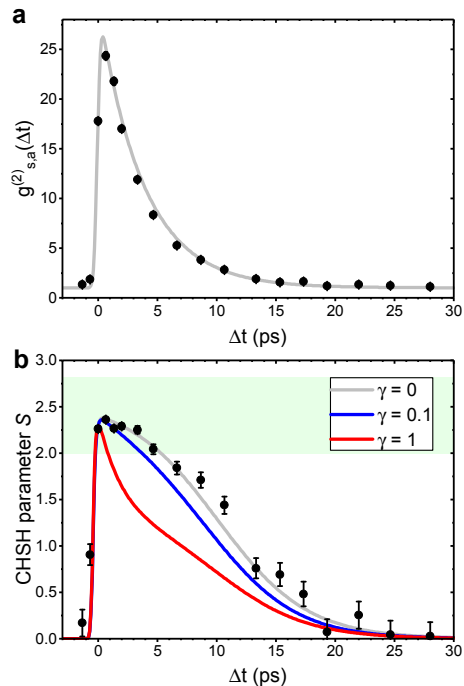 a
g(2)s,a(Δt)
25
20
15
10
5
0
0 5 10 15 20 25 30
Δt (ps)
b
CHSH parameter S
3.0
2.5
2.0
1.5
1.0
0.5
0.0
γ = 0
γ = 0.1
γ = 1
0 5 10 15 20 25 30
Δt (ps)